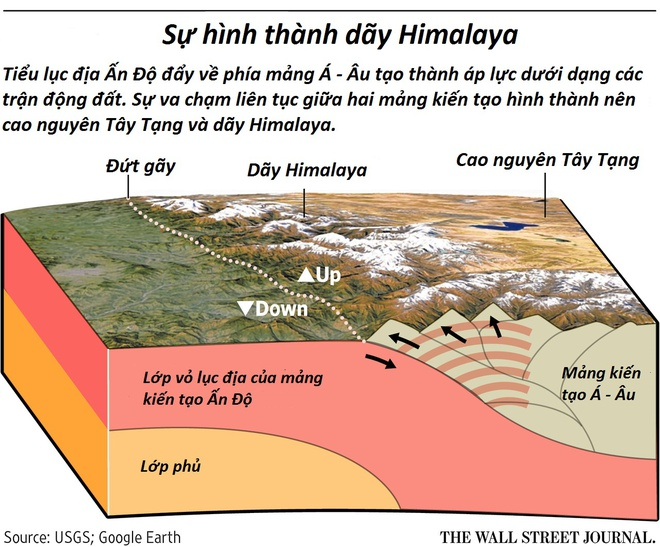 Sự hình thành dãy Himalaya
Tiểu lục địa Ấn Độ đẩy về phía mảng Á - Âu tạo thành áp lực dưới dạng các
trận động đất. Sự va chạm liên tục giữa hai mảng kiến tạo hình thành nên
cao nguyên Tây Tạng và dãy Himalaya.
Đứt gãy
Dãy Himalaya
Cao nguyên Tây Tạng
Up
Down
Lớp vỏ lục địa của mảng
kiến tạo Ấn Độ
Mảng kiến
tạo Á - Âu
Lớp phủ
Source: USGS; Google Earth
THE WALL STREET JOURNAL.